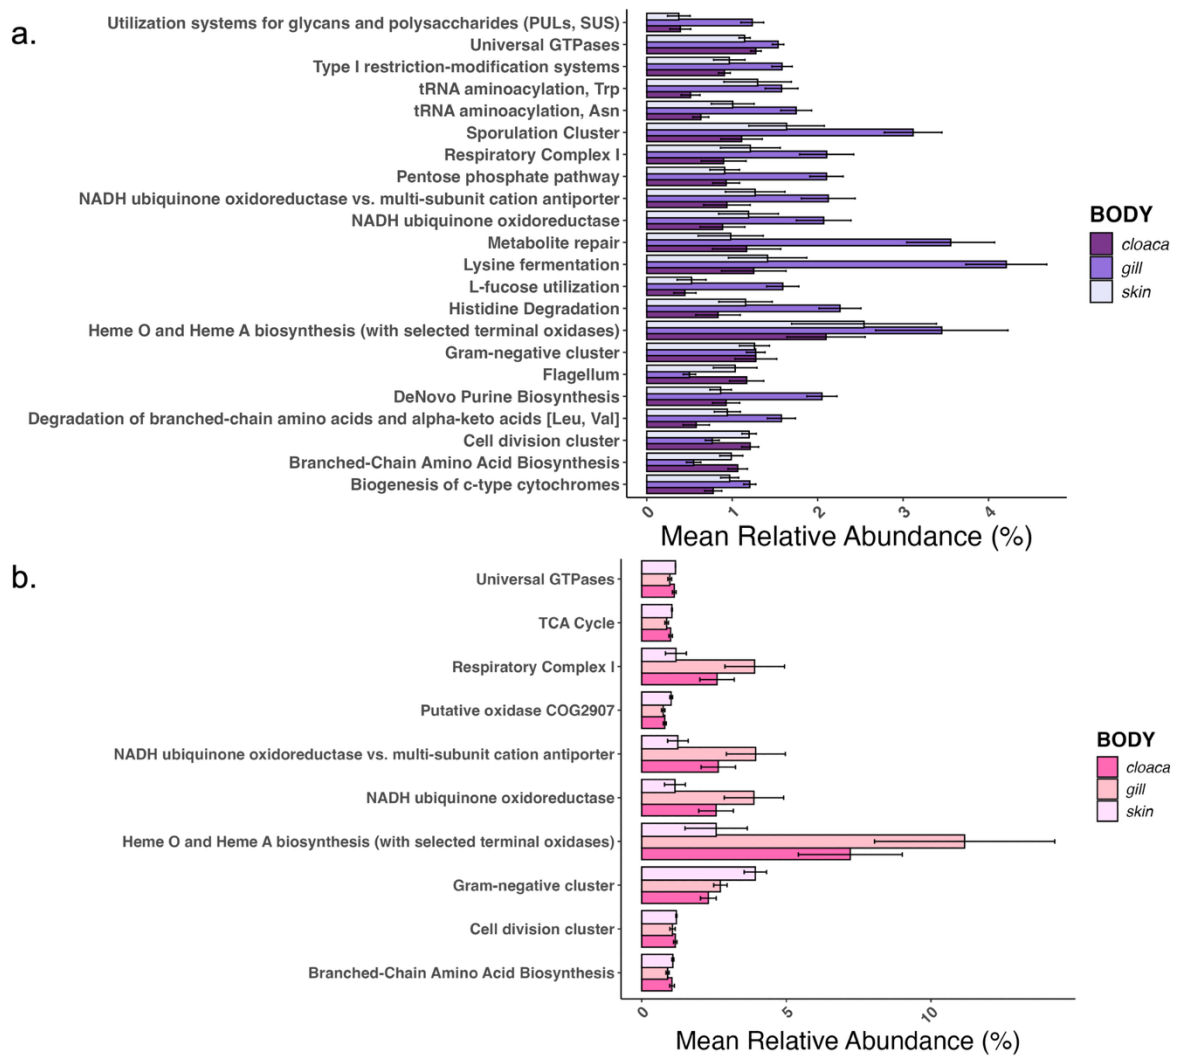 a.
Utilization systems for glycans and polysaccharides (PULs, SUS)
Universal GTPases
Type I restriction-modification systems
tRNA aminoacylation, Trp
tRNA aminoacylation, Asn
Sporulation Cluster
Respiratory Complex I
Pentose phosphate pathway
NADH ubiquinone oxidoreductase vs. multi-subunit cation antiporter
NADH ubiquinone oxidoreductase
Metabolite repair
Lysine fermentation
L-fucose utilization
Histidine Degradation
Heme O and Heme A biosynthesis (with selected terminal oxidases)
Gram-negative cluster
Flagellum
DeNovo Purine Biosynthesis
Degradation of branched-chain amino acids and alpha-keto acids [Leu, Val]
Cell division cluster
Branched-Chain Amino Acid Biosynthesis
Biogenesis of c-type cytochromes
0 1 2 3 4
Mean Relative Abundance (%)
BODY
cloaca
gill
skin
b.
Universal GTPases
TCA Cycle
Respiratory Complex I
Putative oxidase COG2907
NADH ubiquinone oxidoreductase vs. multi-subunit cation antiporter
NADH ubiquinone oxidoreductase
Heme O and Heme A biosynthesis (with selected terminal oxidases)
Gram-negative cluster
Cell division cluster
Branched-Chain Amino Acid Biosynthesis
0 5 10
Mean Relative Abundance (%)
BODY
cloaca
gill
skin